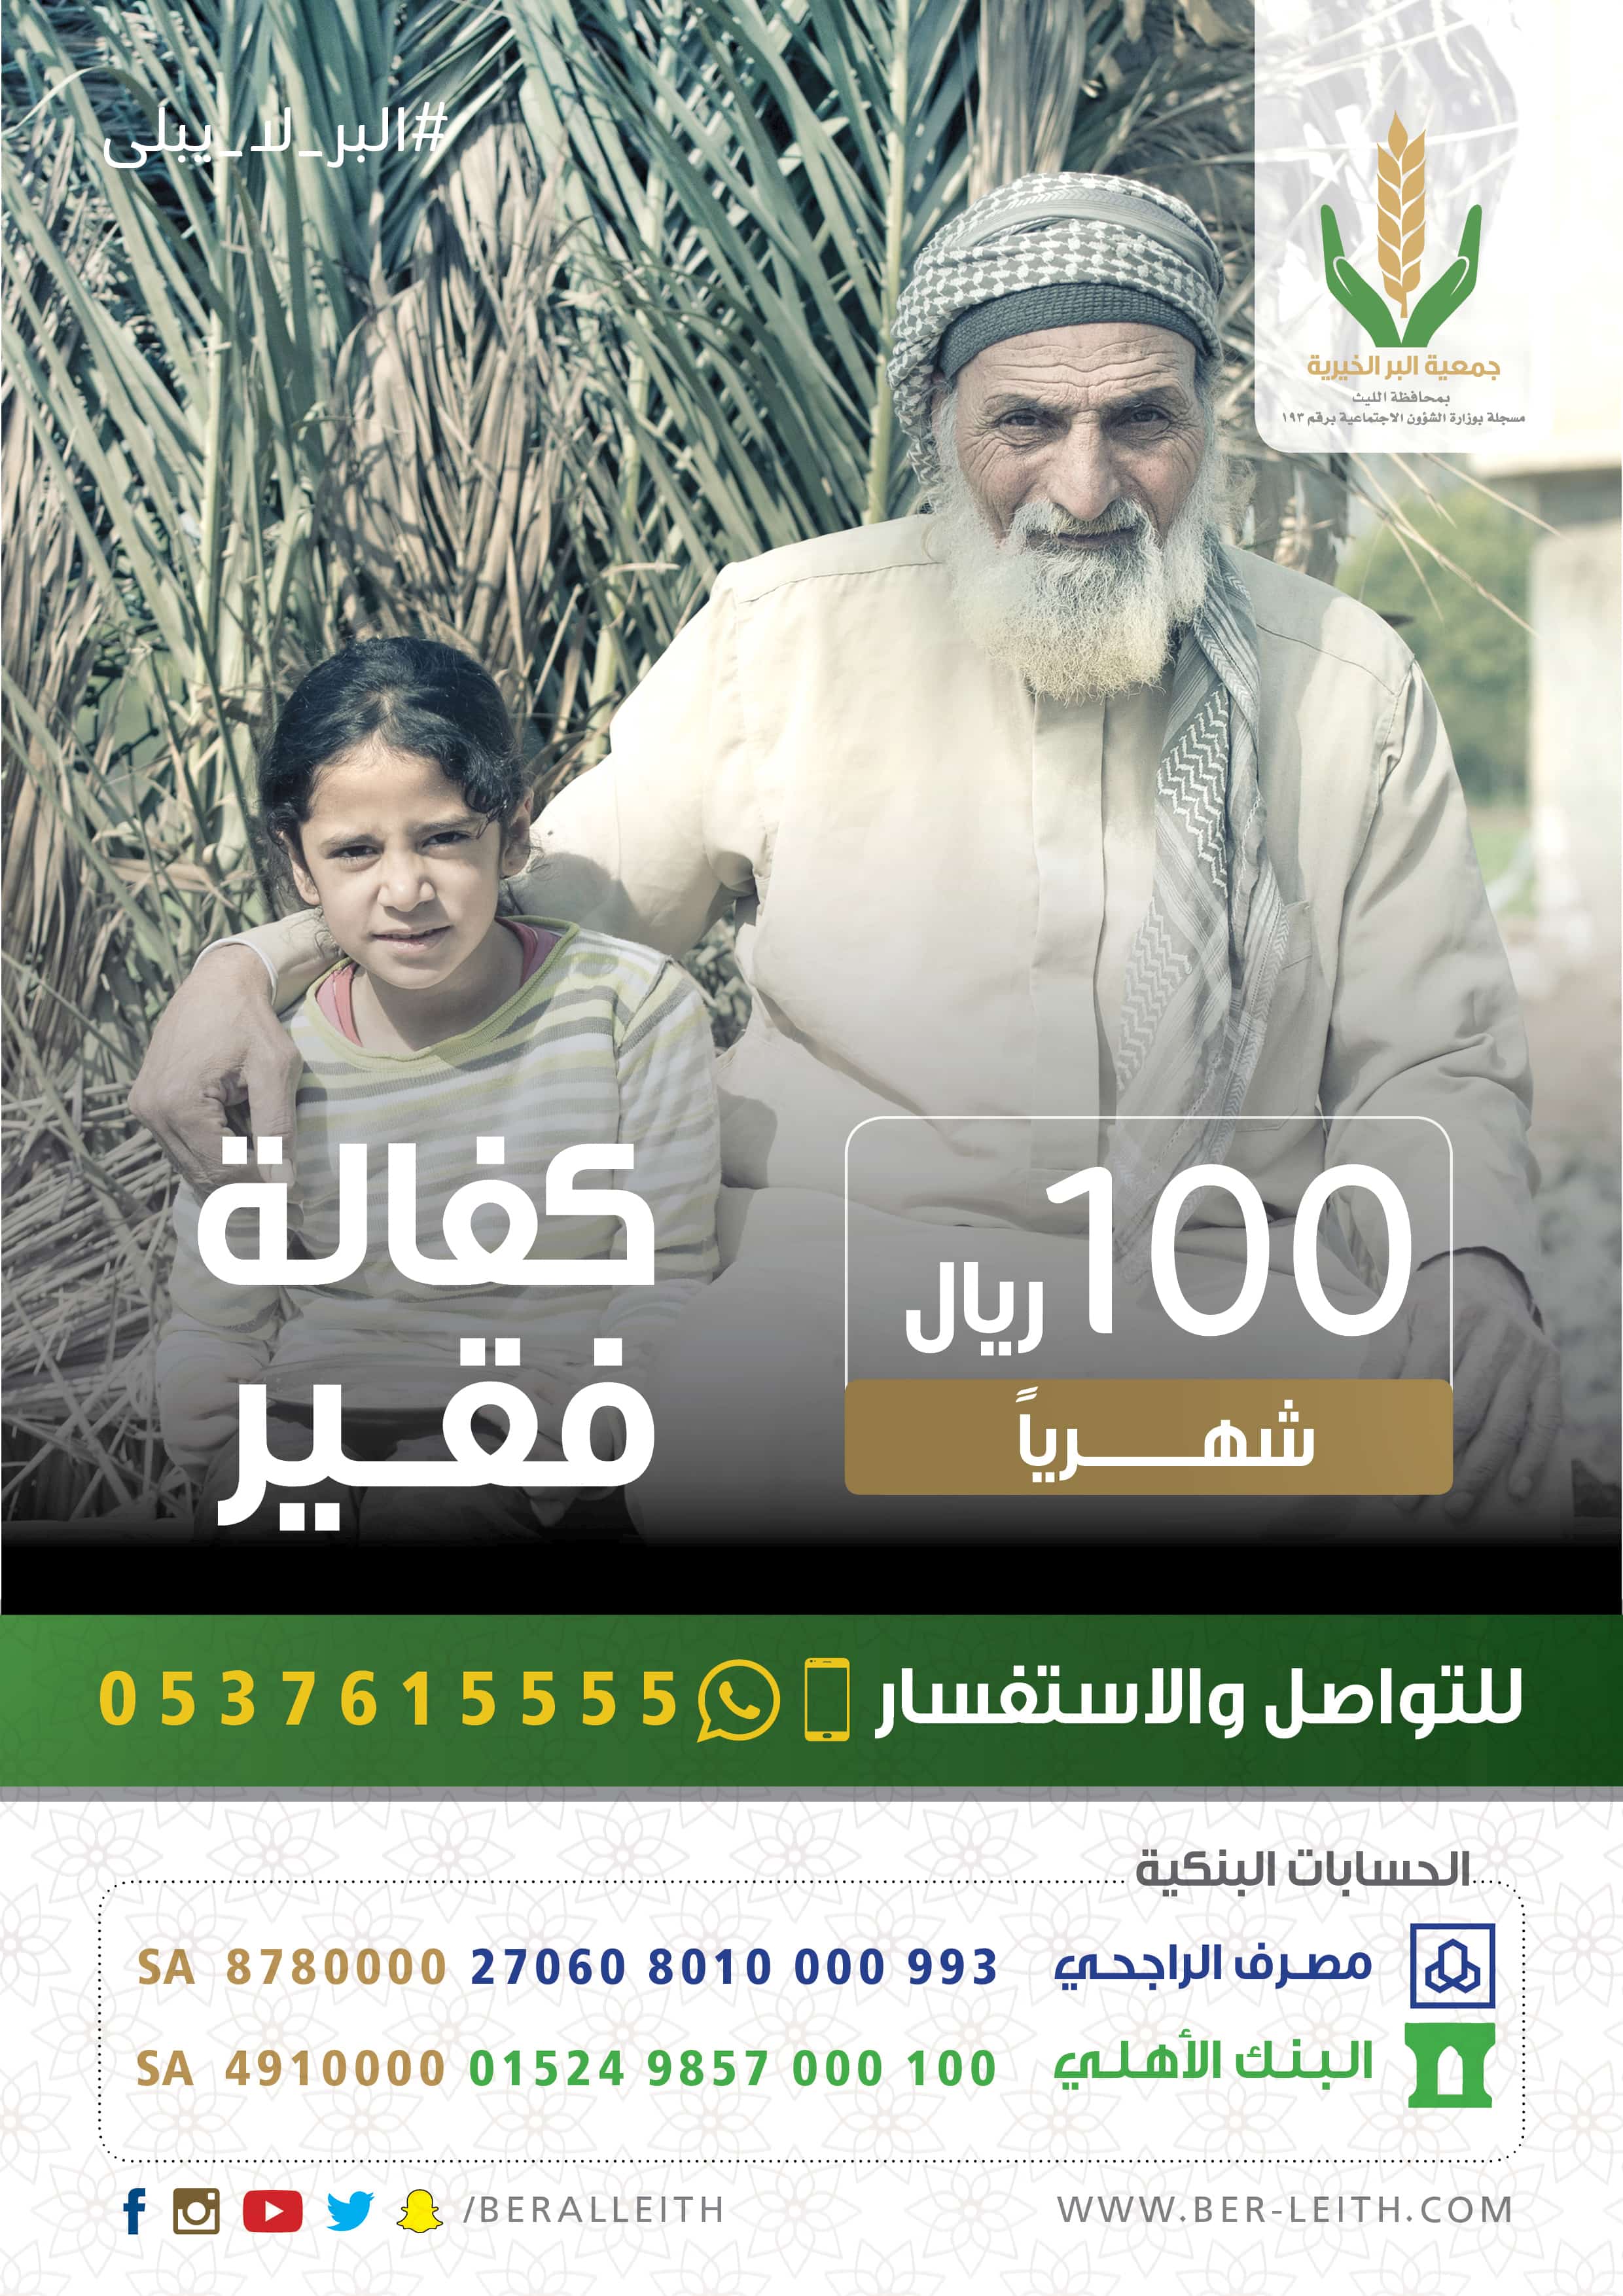 #البر_لا_يبلى
جمعية البر الخيرية
بمحافظة الليث
مسجلة بوزارة الشؤون الاجتماعية برقم ١٩٣
كفالة
فقير
100 ريال
شهرياً
للتواصل والاستفسار 0537615555
الحسابات البنكية
مصرف الراجحي SA 8780000 27060 8010 000 993
البنك الأهلي SA 4910000 01524 9857 000 100
/BERALLEITH
WWW.BER-LEITH.COM